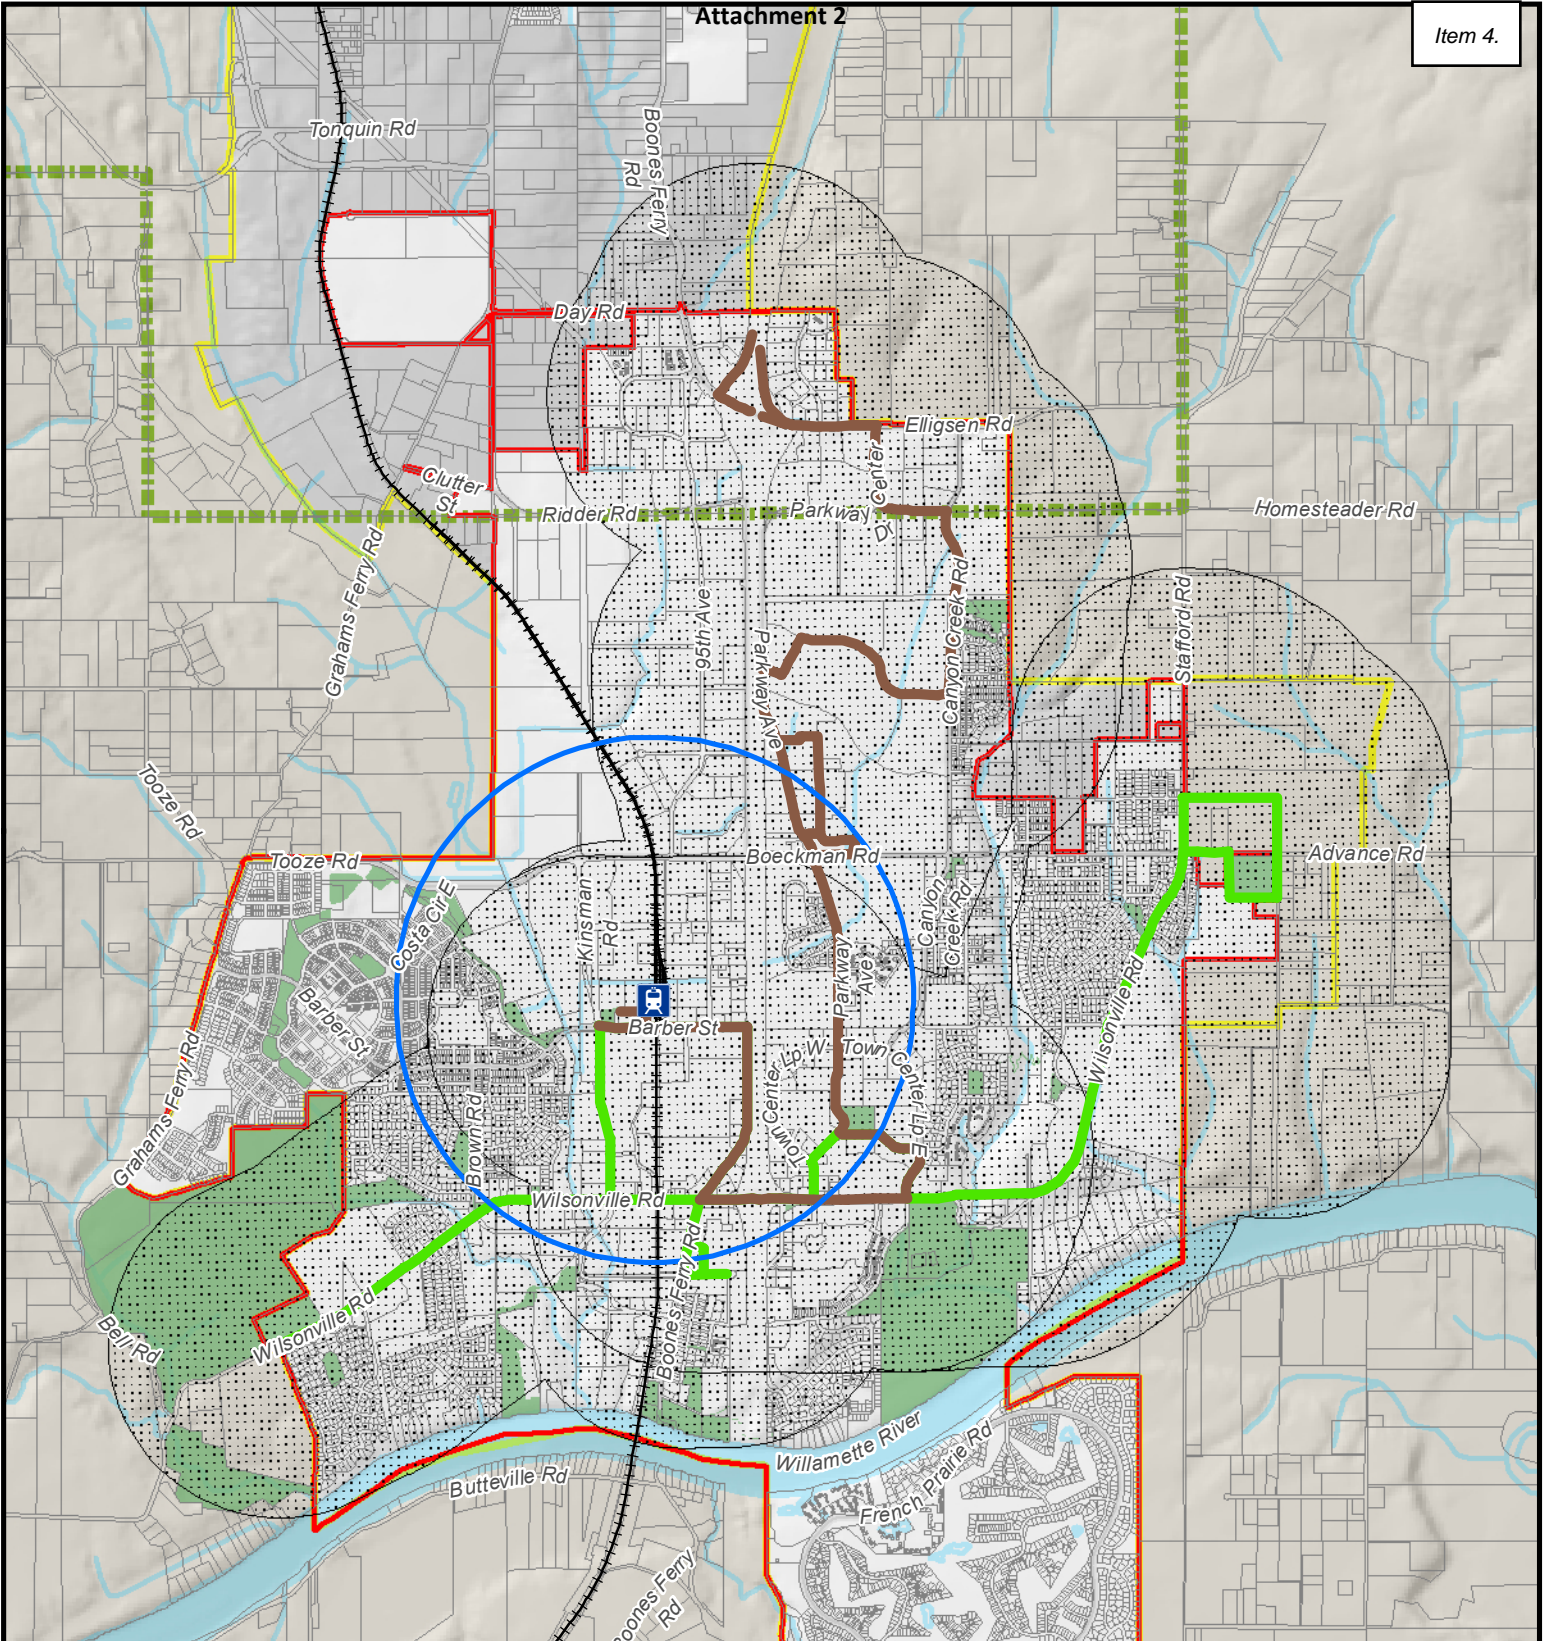 Attachment 2
Item 4.
Tonquin Rd
Boones Ferry
Rd
Day Rd
Elligsen Rd
Center
Clutter
St
Ridder Rd
Parkway
Dr
Homesteader Rd
Grahams Ferry Rd
95th Ave
Canyon Creek Rd
Stafford Rd
Parkway Ave
Tooze Rd
Tooze Rd
Boeckman Rd
Advance Rd
Costa Cir E
Kinsman
Rd
Canyon
Creek Rd
Parkway
Ave
Wilsonville Rd
Barber St
Barber St
Town Center Lp W
Town Center Lp E
Grahams Ferry Rd
Brown Rd
Wilsonville Rd
Boones Ferry Rd
Wilsonville Rd
Bell Rd
Willamette River
French Prairie Rd
Butteville Rd
Boones Ferry
Rd